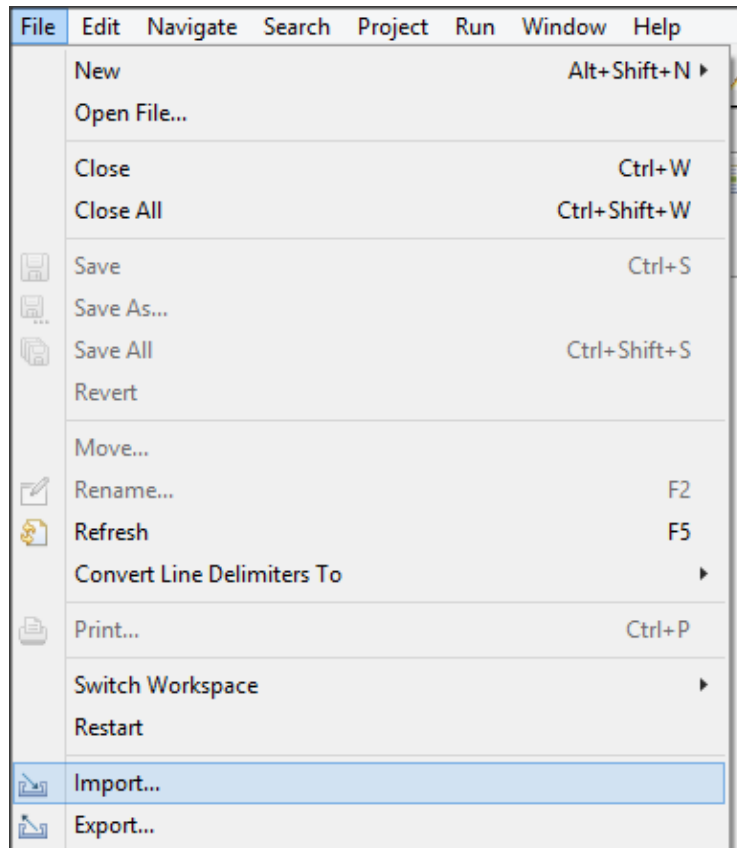 File Edit Navigate Search Project Run Window Help
New Alt+Shift+N
Open File...
Close Ctrl+W
Close All Ctrl+Shift+W
Save Ctrl+S
Save As...
Save All Ctrl+Shift+S
Revert
Move...
Rename... F2
Refresh F5
Convert Line Delimiters To
Print... Ctrl+P
Switch Workspace
Restart
Import...
Export...